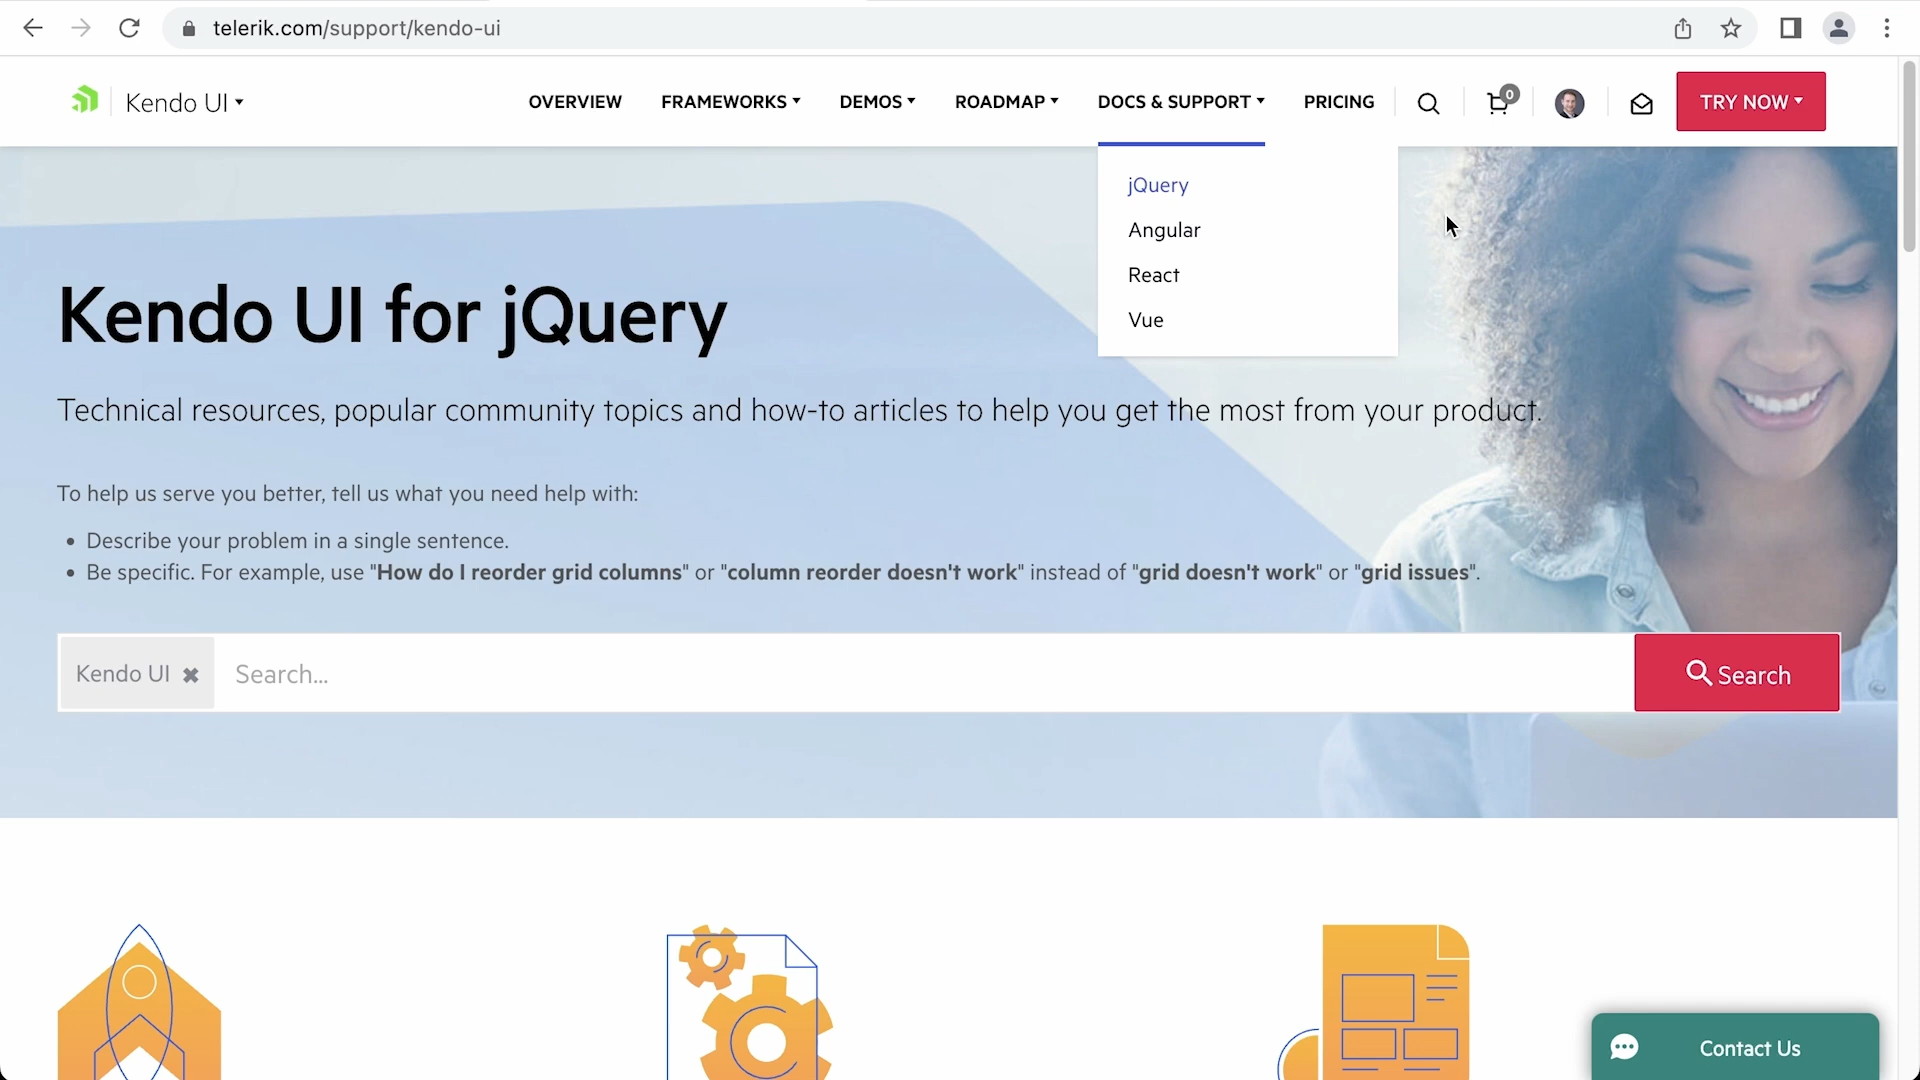 telerik.com/support/kendo-ui
Kendo UI
OVERVIEW
FRAMEWORKS
DEMOS
ROADMAP
DOCS & SUPPORT
PRICING
0
TRY NOW
jQuery
Angular
React
Vue
Kendo UI for jQuery
Technical resources, popular community topics and how-to articles to help you get the most from your product.
To help us serve you better, tell us what you need help with:
• Describe your problem in a single sentence.
• Be specific. For example, use "How do I reorder grid columns" or "column reorder doesn't work" instead of "grid doesn't work" or "grid issues".
Kendo UI ✖ Search...
Search
Contact Us